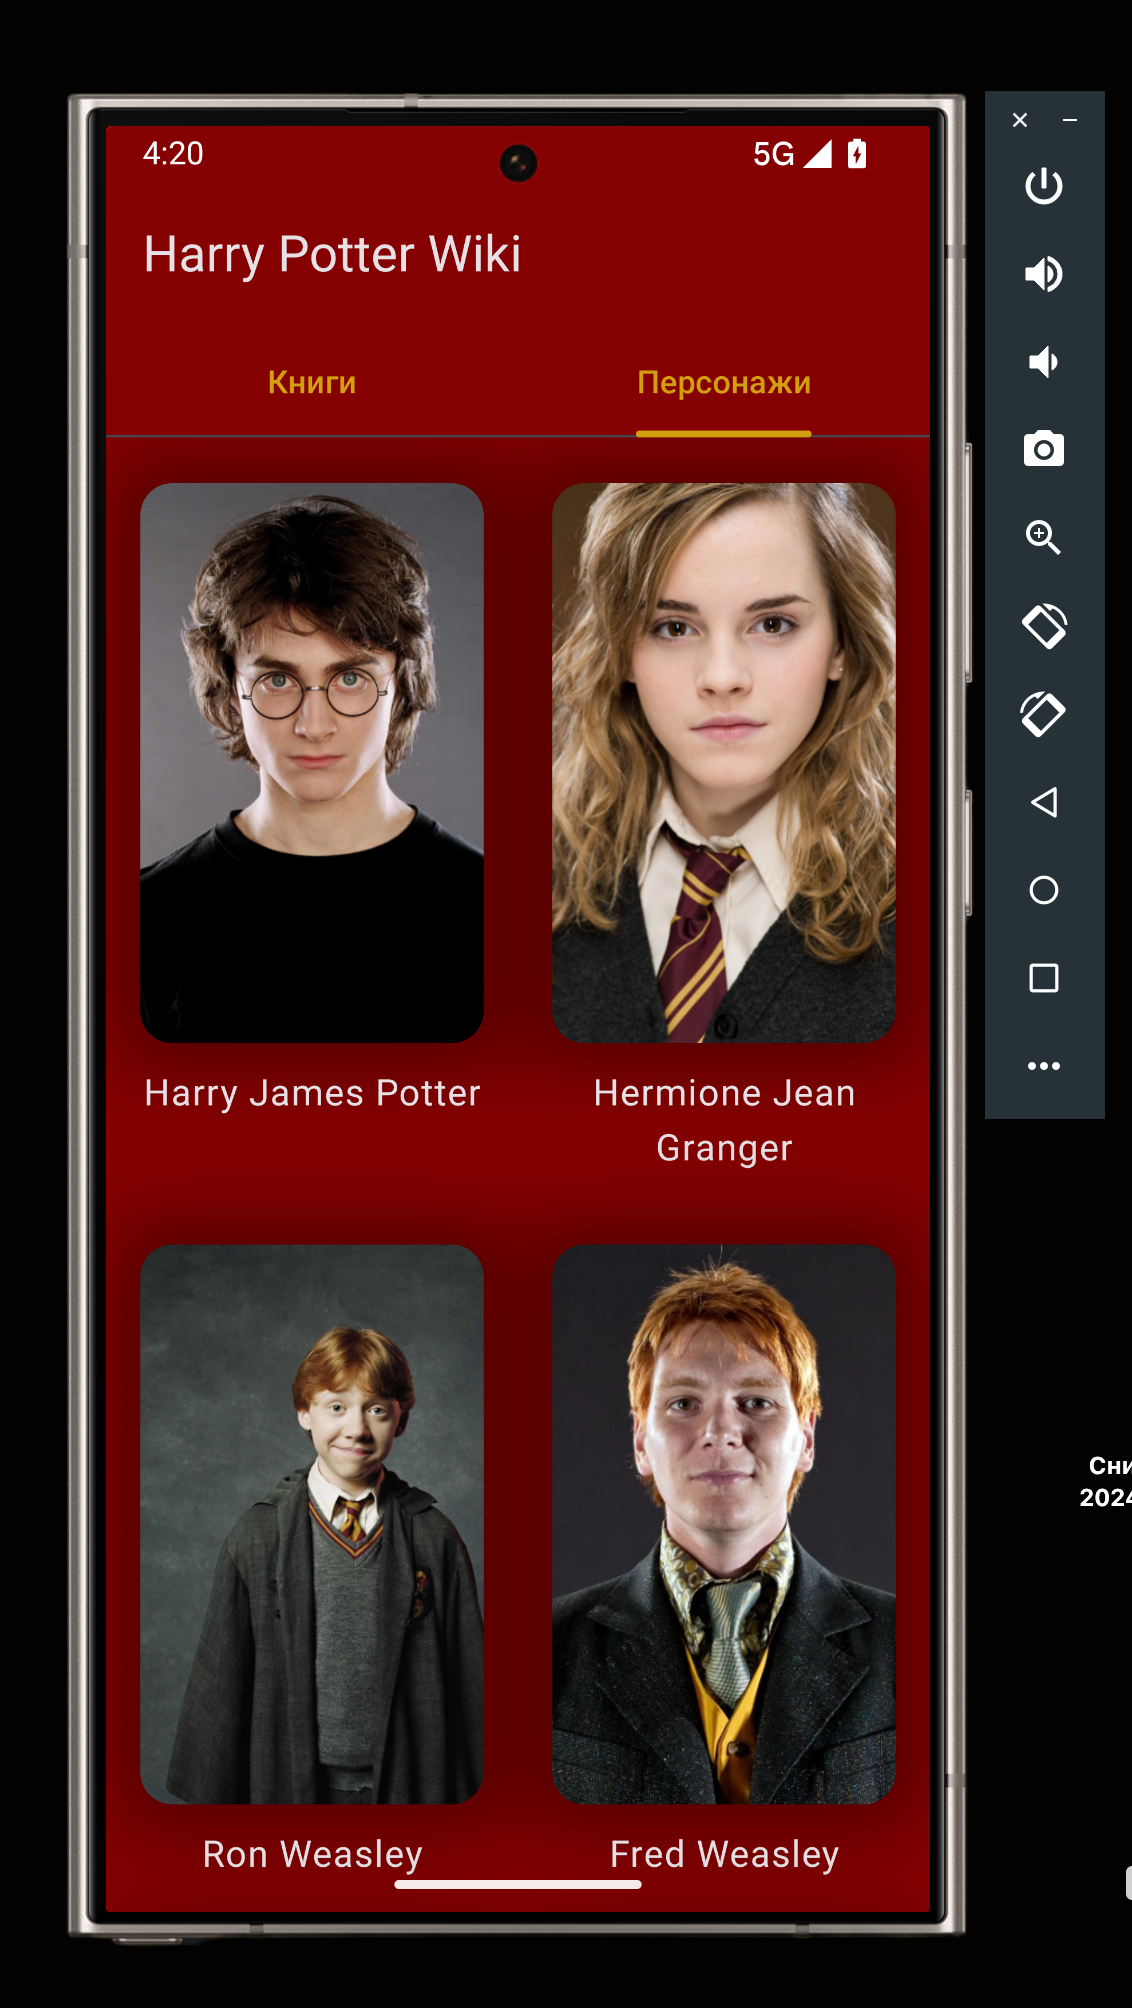 4:20
5G
Harry Potter Wiki
Книги
Персонажи
Harry James Potter
Hermione Jean
Granger
Ron Weasley
Fred Weasley
2024